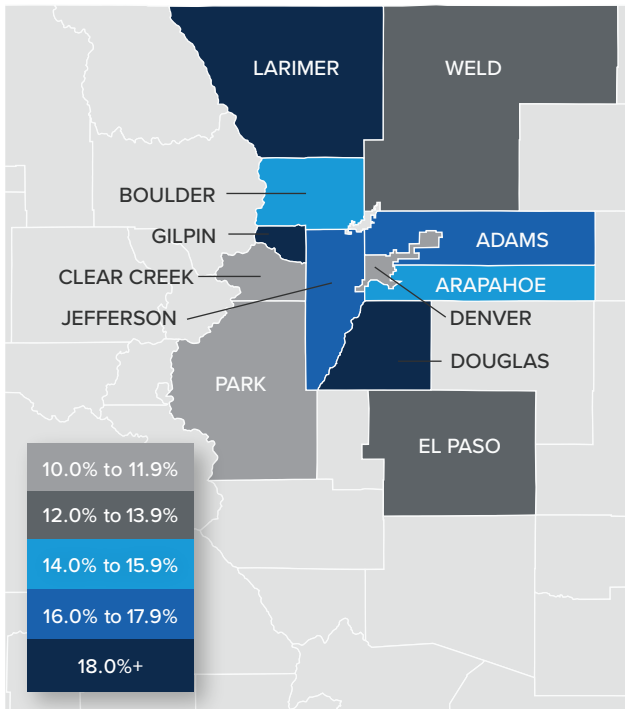 LARIMER
WELD
BOULDER
GILPIN
ADAMS
CLEAR CREEK
ARAPAHOE
JEFFERSON
DENVER
DOUGLAS
PARK
EL PASO
10.0% to 11.9%
12.0% to 13.9%
14.0% to 15.9%
16.0% to 17.9%
18.0%+